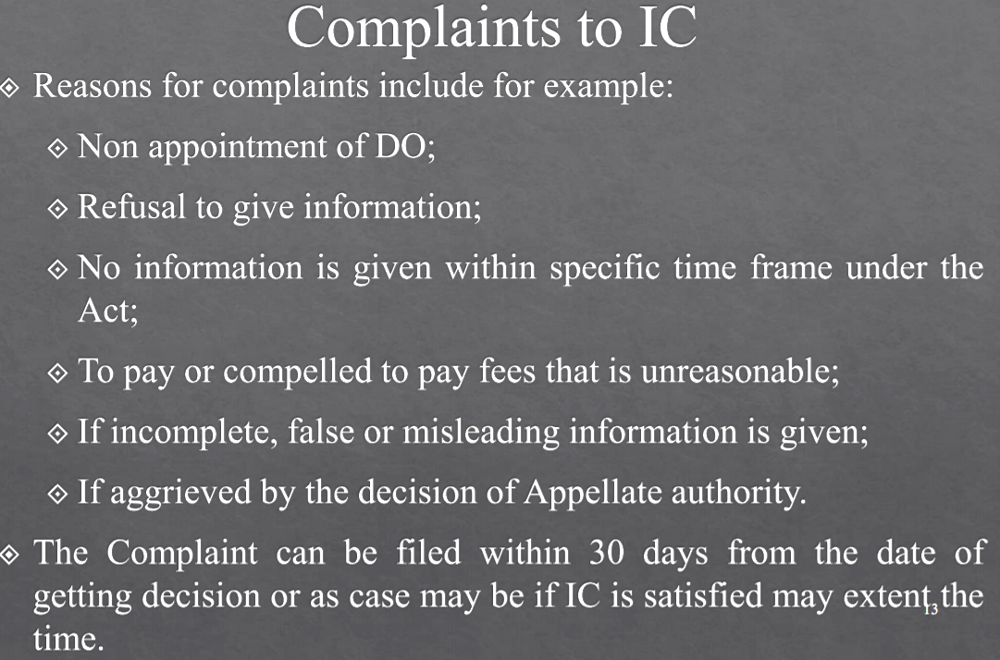 Complaints to IC
Reasons for complaints include for example:
Non appointment of DO;
Refusal to give information;
No information is given within specific time frame under the
Act;
To pay or compelled to pay fees that is unreasonable;
If incomplete, false or misleading information is given;
If aggrieved by the decision of Appellate authority.
The Complaint can be filed within 30 days from the date of
getting decision or as case may be if IC is satisfied may extent the
time.
13